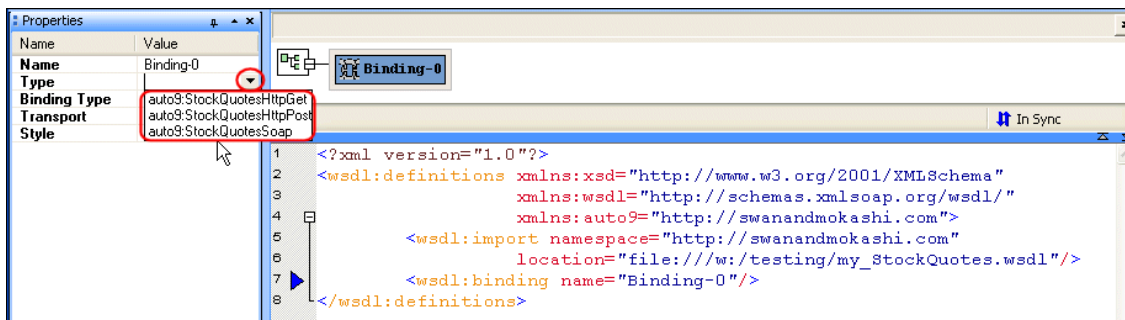 Properties
Name Value
Name Binding-0
Type
Binding Type auto9:StockQuotesHttpGet
Transport auto9:StockQuotesHttpPost
Style auto9:StockQuotesSoap
Binding-0
In Sync
1 <?xml version="1.0"?>
2 <wsdl:definitions xmlns:xsd="http://www.w3.org/2001/XMLSchema"
3 xmlns:wsdl="http://schemas.xmlsoap.org/wsdl/"
4 xmlns:auto9="http://swanandmokashi.com">
5 <wsdl:import namespace="http://swanandmokashi.com"
6 location="file:///w:/testing/my_StockQuotes.wsdl"/>
7 <wsdl:binding name="Binding-0"/>
8 </wsdl:definitions>